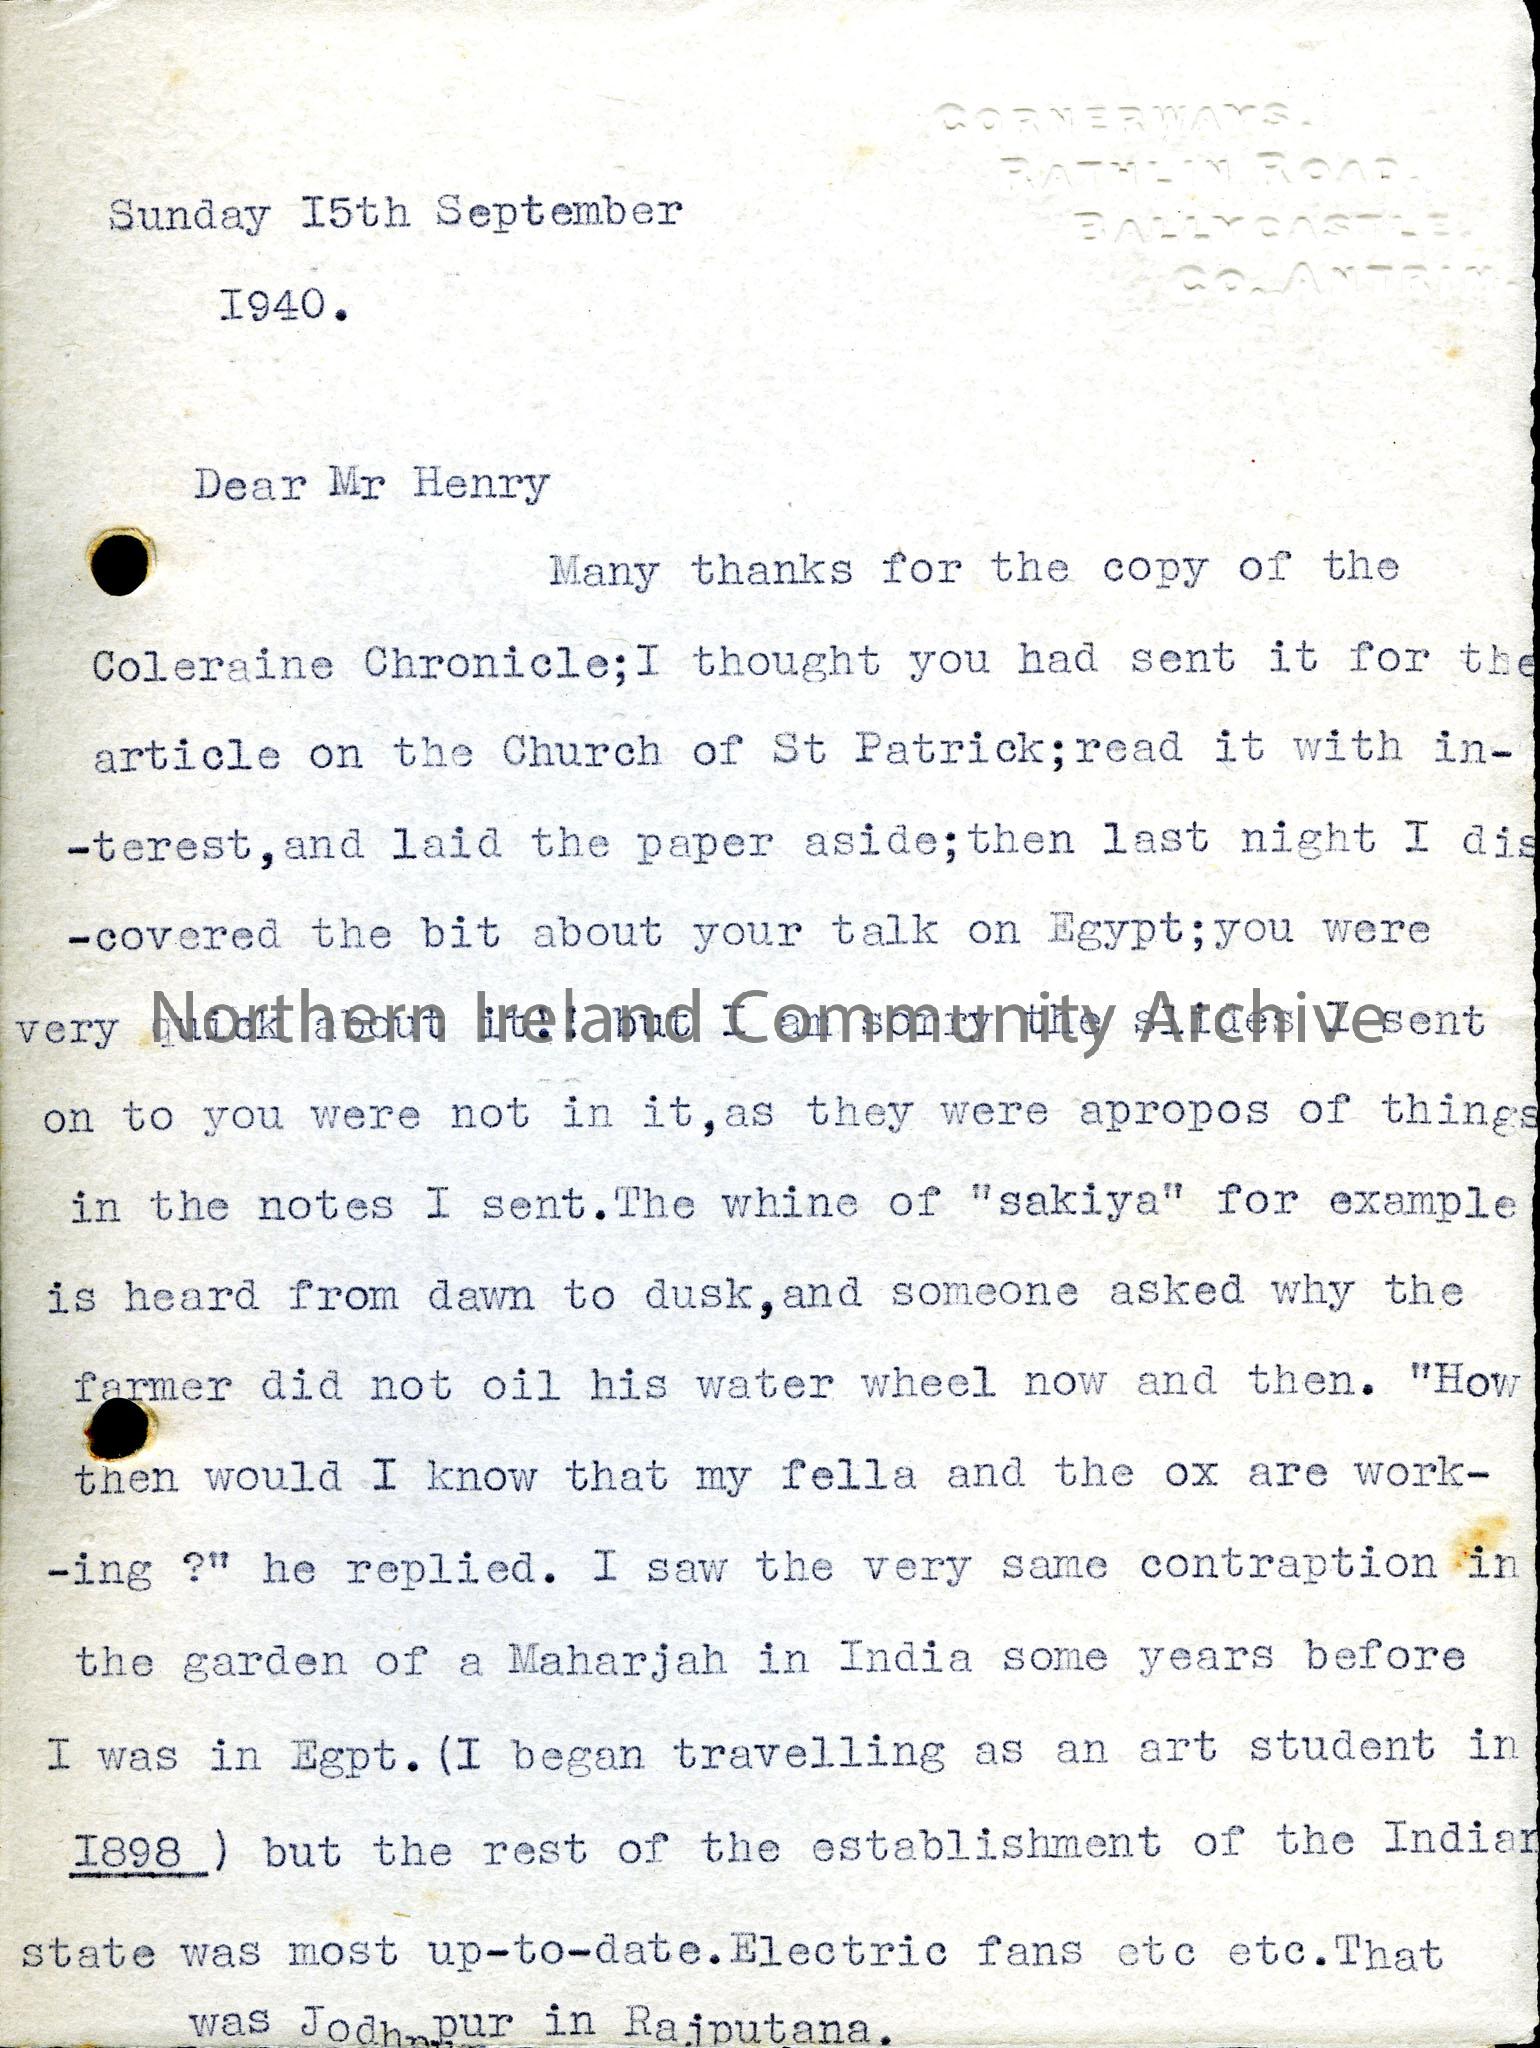 CORNERWAYS.
RATHLIN ROAD.
BALLYCASTLE.
CO. ANTRIM.
Sunday I5th September
I940.
Dear Mr Henry
Many thanks for the copy of the
Coleraine Chronicle;I thought you had sent it for the
article on the Church of St Patrick;read it with in-
-terest,and laid the paper aside;then last night I dis
-covered the bit about your talk on Egypt;you were
very quick about it!! but I am sorry the slides I sent
Northern Ireland Community Archive
on to you were not in it,as they were apropos of things
in the notes I sent.The whine of "sakiya" for example
is heard from dawn to dusk,and someone asked why the
farmer did not oil his water wheel now and then. "How
then would I know that my fella and the ox are work-
-ing ?" he replied. I saw the very same contraption in
the garden of a Maharjah in India some years before
I was in Egpt.(I began travelling as an art student in
I898 ) but the rest of the establishment of the Indian
state was most up-to-date.Electric fans etc etc.That
was Jodhpur in Rajputana.